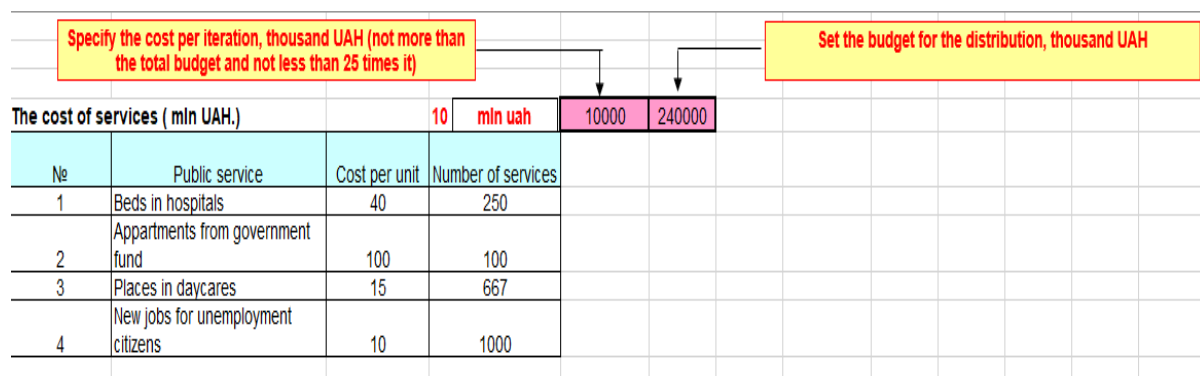 Specify the cost per iteration, thousand UAH (not more than
the total budget and not less than 25 times it)
Set the budget for the distribution, thousand UAH
The cost of services ( mln UAH.) 10 mln uah 10000 240000
№ Public service Cost per unit Number of services
1 Beds in hospitals 40 250
Appartments from government
2 fund 100 100
3 Places in daycares 15 667
New jobs for unemployment
4 citizens 10 1000